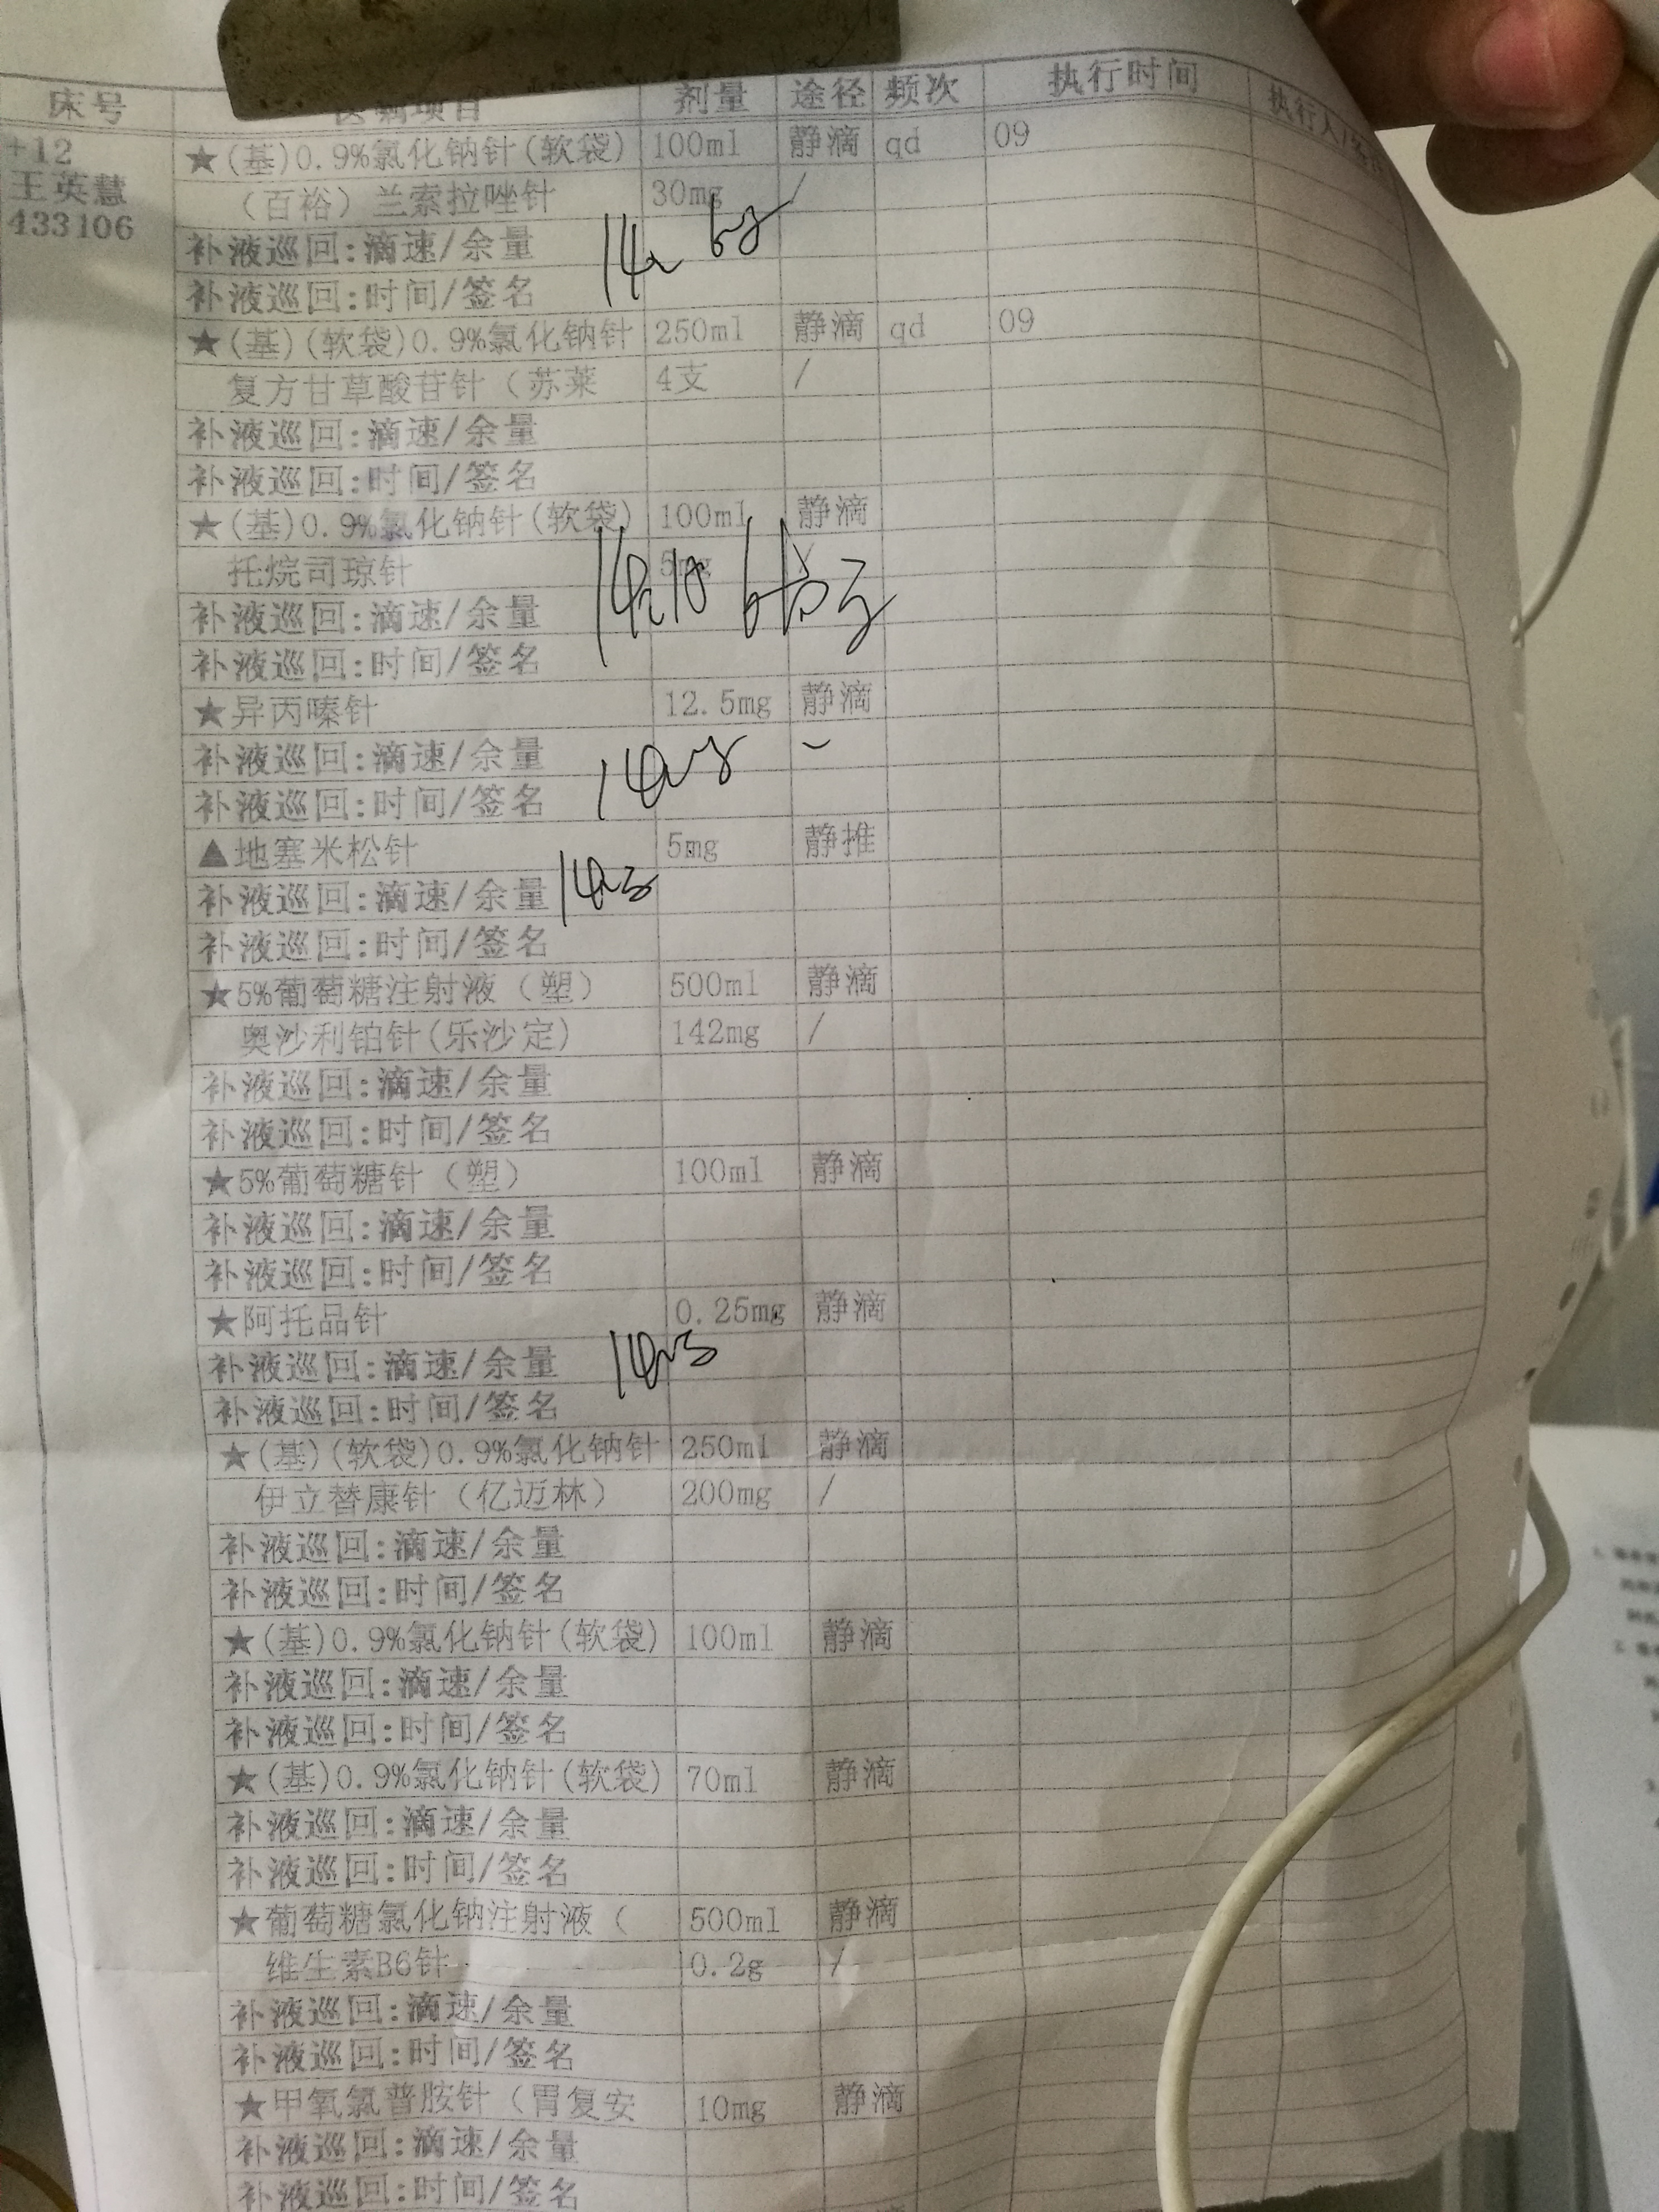 床号 医嘱项目 剂量 途径 频次 执行时间 执行人/签
+12 ★(基)0.9%氯化钠针(软袋) 100ml 静滴 qd 09
王英慧 (百裕)兰索拉唑针 30mg /
433106
补液巡回:滴速/余量
补液巡回:时间/签名
★(基)(软袋)0.9%氯化钠针 250ml 静滴 qd 09
复方甘草酸苷针（苏莱 4支 /
补液巡回:滴速/余量
补液巡回:时间/签名
★(基)0.9%氯化钠针(软袋) 100ml 静滴
托烷司琼针 5mg
补液巡回:滴速/余量
补液巡回:时间/签名
★异丙嗪针 12.5mg 静滴
补液巡回:滴速/余量
补液巡回:时间/签名
▲地塞米松针 5mg 静推
补液巡回:滴速/余量
补液巡回:时间/签名
★5%葡萄糖注射液（塑） 500ml 静滴
奥沙利铂针(乐沙定) 142mg /
补液巡回:滴速/余量
补液巡回:时间/签名
★5%葡萄糖针（塑） 100ml 静滴
补液巡回:滴速/余量
补液巡回:时间/签名
★阿托品针 0.25mg 静滴
补液巡回:滴速/余量
补液巡回:时间/签名
★(基)(软袋)0.9%氯化钠针 250ml 静滴
伊立替康针（亿迈林） 200mg /
补液巡回:滴速/余量
补液巡回:时间/签名
★(基)0.9%氯化钠针(软袋) 100ml 静滴
补液巡回:滴速/余量
补液巡回:时间/签名
★(基)0.9%氯化钠针(软袋) 70ml 静滴
补液巡回:滴速/余量
补液巡回:时间/签名
★葡萄糖氯化钠注射液（ 500ml 静滴
维生素B6针 0.2g /
补液巡回:滴速/余量
补液巡回:时间/签名
★甲氧氯普胺针（胃复安 10mg 静滴
补液巡回:滴速/余量
补液巡回:时间/签名